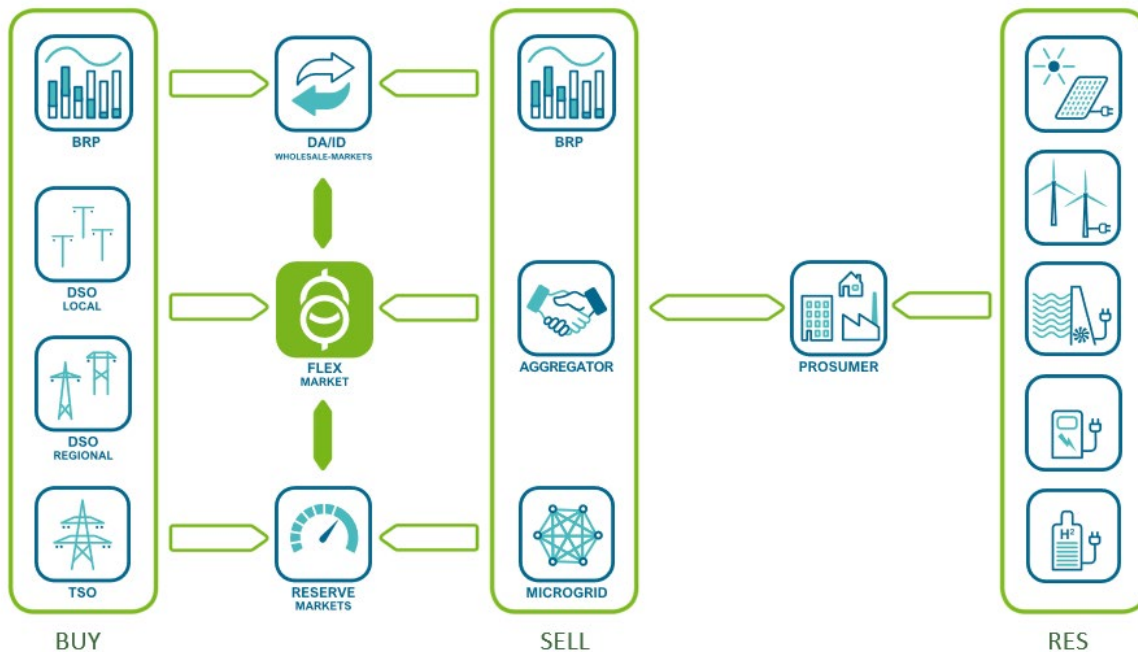 BRP
DSO
LOCAL
DSO
REGIONAL
TSO
BUY
DA/ID
WHOLESALE-MARKETS
FLEX
MARKET
RESERVE
MARKETS
BRP
AGGREGATOR
MICROGRID
SELL
PROSUMER
H²
RES